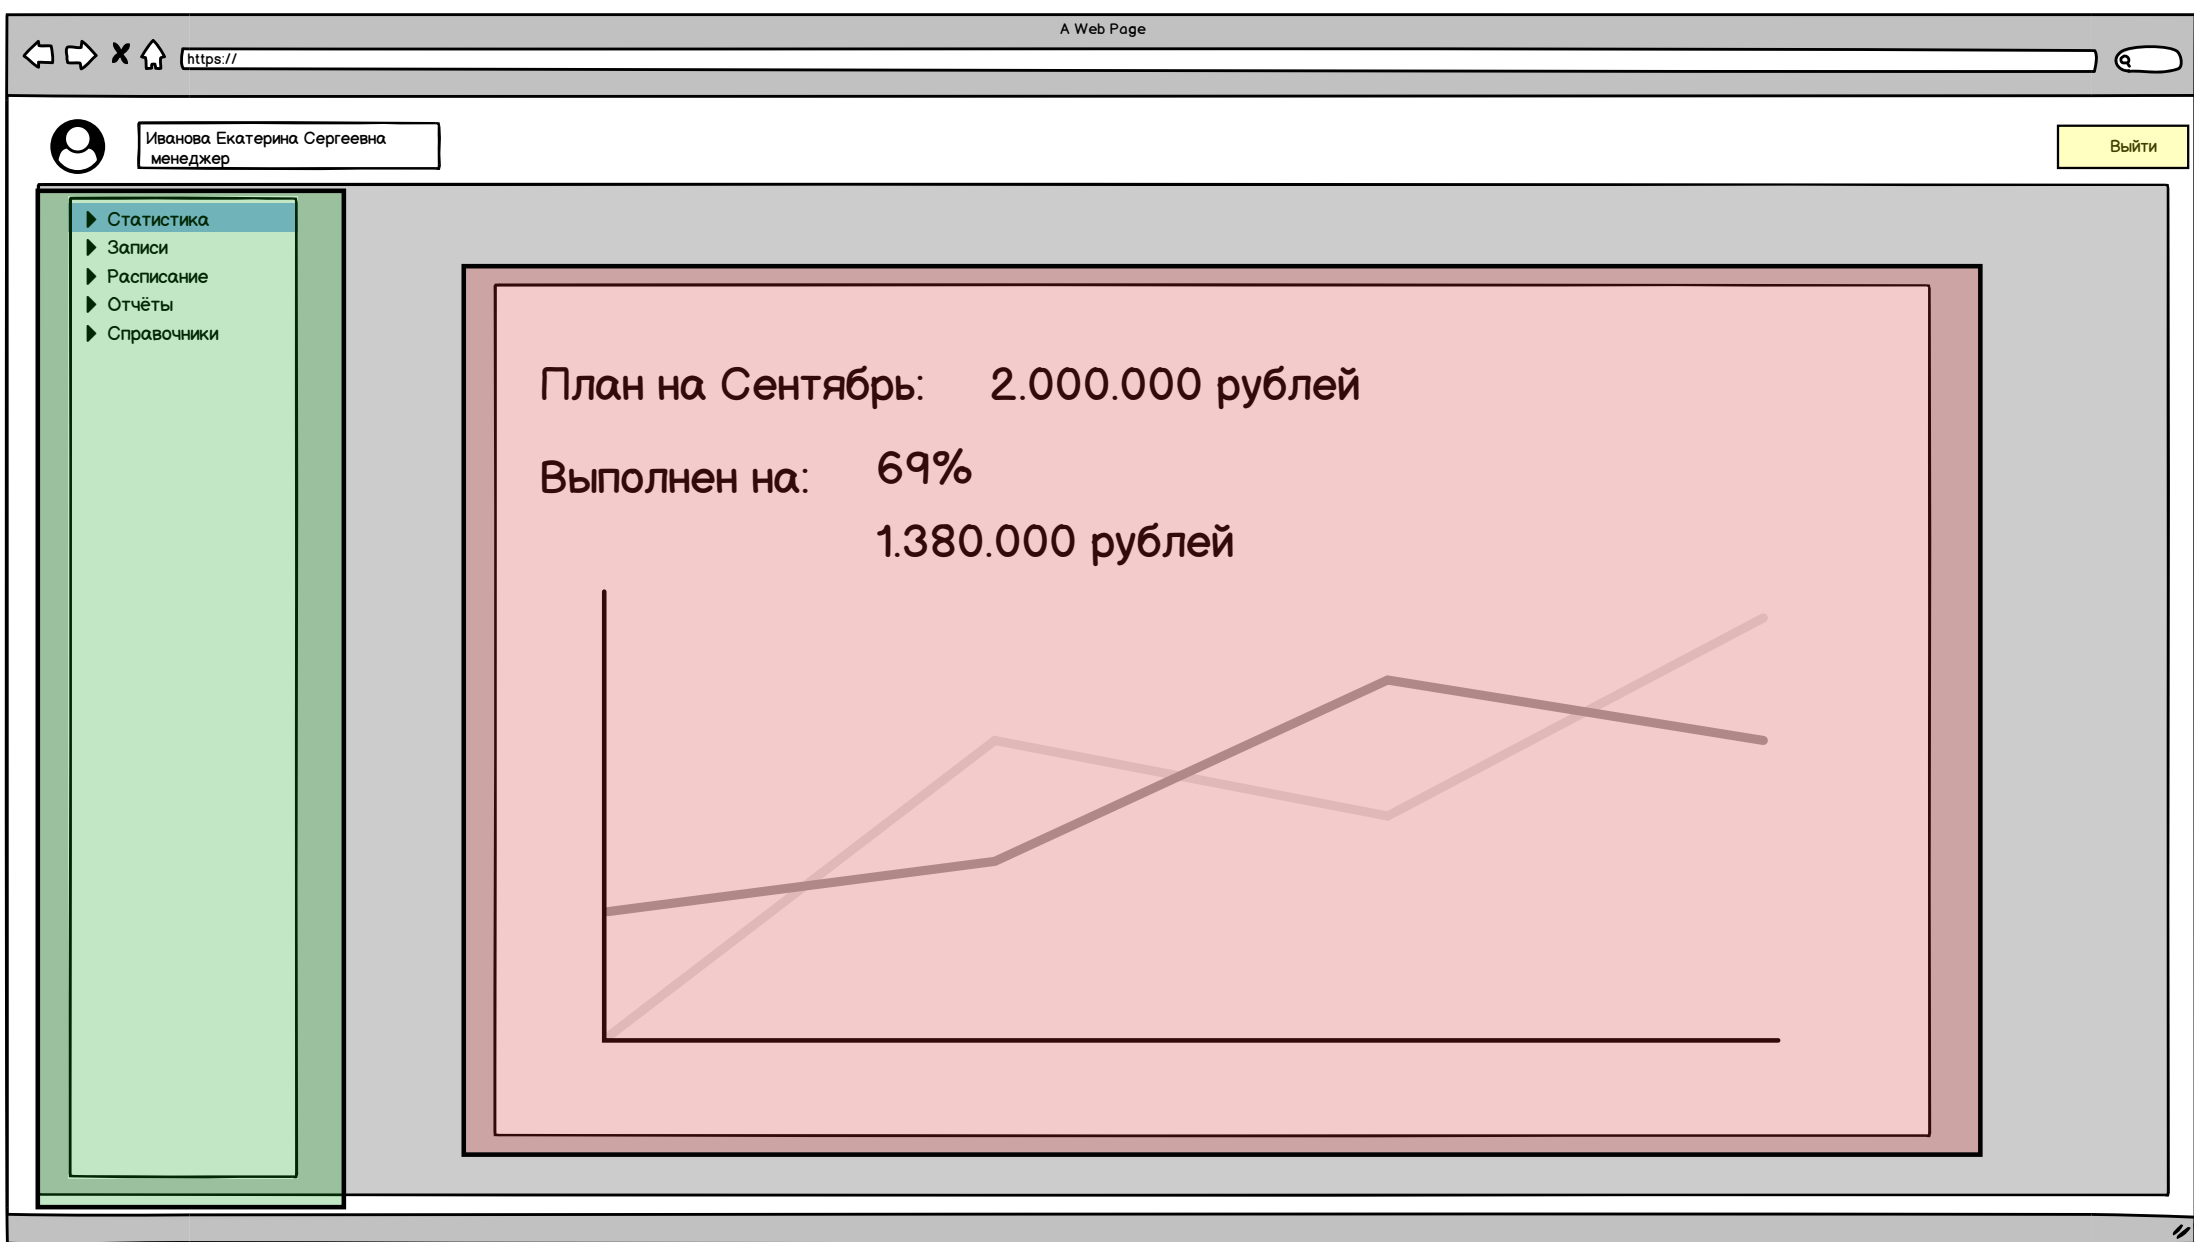 A Web Page
https://
Иванова Екатерина Сергеевна
менеджер
Выйти
Статистика
Записи
Расписание
Отчёты
Справочники
План на Сентябрь: 2.000.000 рублей
Выполнен на: 69%
1.380.000 рублей